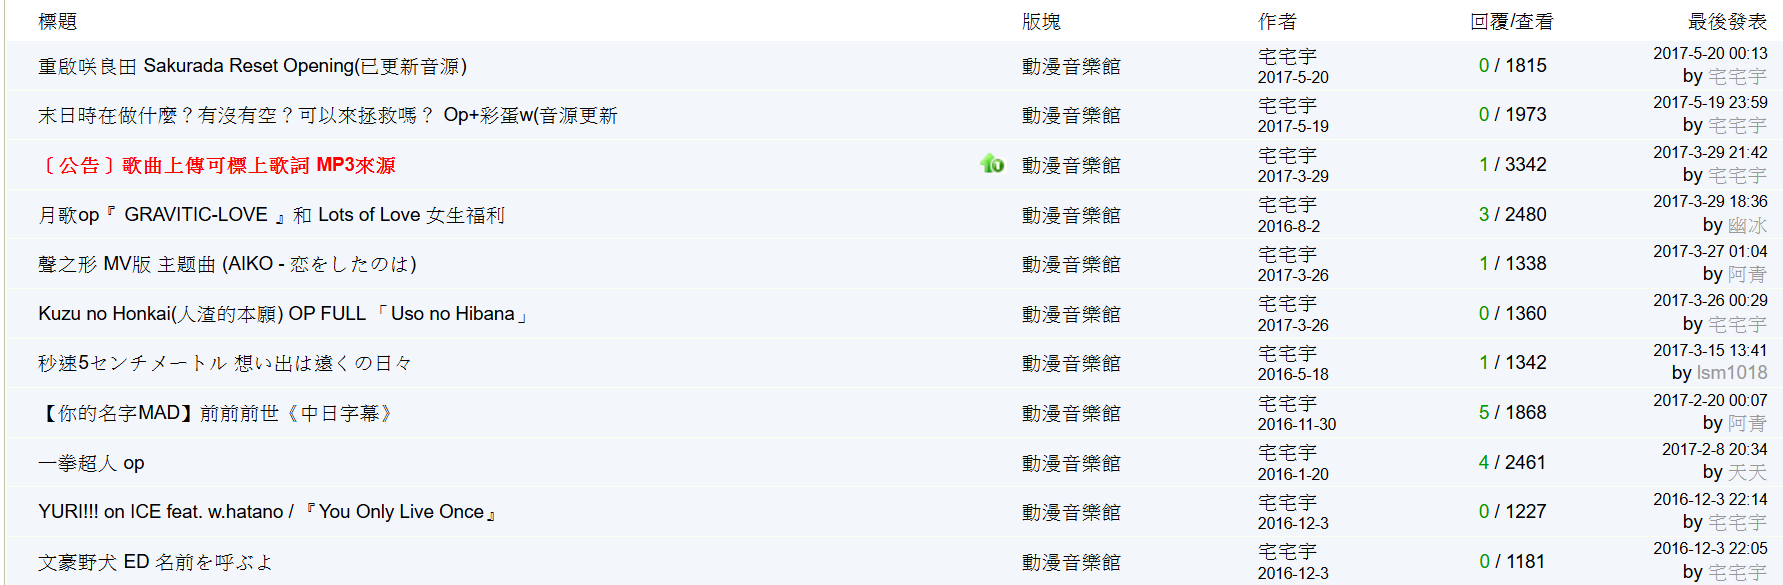 標題 版塊 作者 回覆/查看 最後發表
重啟咲良田 Sakurada Reset Opening(已更新音源) 動漫音樂館 宅宅宇 0 / 1815 2017-5-20 00:13
2017-5-20 by 宅宅宇
末日時在做什麼？有沒有空？可以來拯救嗎？ Op+彩蛋w(音源更新 動漫音樂館 宅宅宇 0 / 1973 2017-5-19 23:59
2017-5-19 by 宅宅宇
〔公告〕歌曲上傳可標上歌詞 MP3來源 10 動漫音樂館 宅宅宇 1 / 3342 2017-3-29 21:42
2017-3-29 by 宅宅宇
月歌op『 GRAVITIC-LOVE 』和 Lots of Love 女生福利 動漫音樂館 宅宅宇 3 / 2480 2017-3-29 18:36
2016-8-2 by 幽冰
聲之形 MV版 主題曲 (AIKO - 恋をしたのは) 動漫音樂館 宅宅宇 1 / 1338 2017-3-27 01:04
2017-3-26 by 阿青
Kuzu no Honkai(人渣的本願) OP FULL「Uso no Hibana」 動漫音樂館 宅宅宇 0 / 1360 2017-3-26 00:29
2017-3-26 by 宅宅宇
秒速5センチメートル 想い出は遠くの日々 動漫音樂館 宅宅宇 1 / 1342 2017-3-15 13:41
2016-5-18 by lsm1018
【你的名字MAD】前前前世《中日字幕》 動漫音樂館 宅宅宇 5 / 1868 2017-2-20 00:07
2016-11-30 by 阿青
一拳超人 op 動漫音樂館 宅宅宇 4 / 2461 2017-2-8 20:34
2016-1-20 by 天天
YURI!!! on ICE feat. w.hatano / 『You Only Live Once』 動漫音樂館 宅宅宇 0 / 1227 2016-12-3 22:14
2016-12-3 by 宅宅宇
文豪野犬 ED 名前を呼ぶよ 動漫音樂館 宅宅宇 0 / 1181 2016-12-3 22:05
2016-12-3 by 宅宅宇